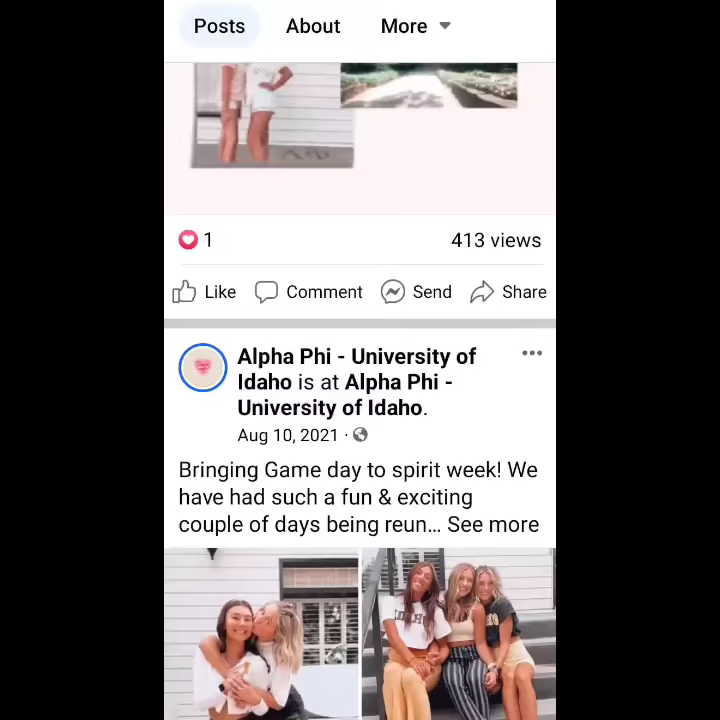 Posts About More
1 413 views
Like Comment Send Share
Alpha Phi - University of
Idaho is at Alpha Phi -
University of Idaho.
Aug 10, 2021 ·
Bringing Game day to spirit week! We
have had such a fun & exciting
couple of days being reun... See more